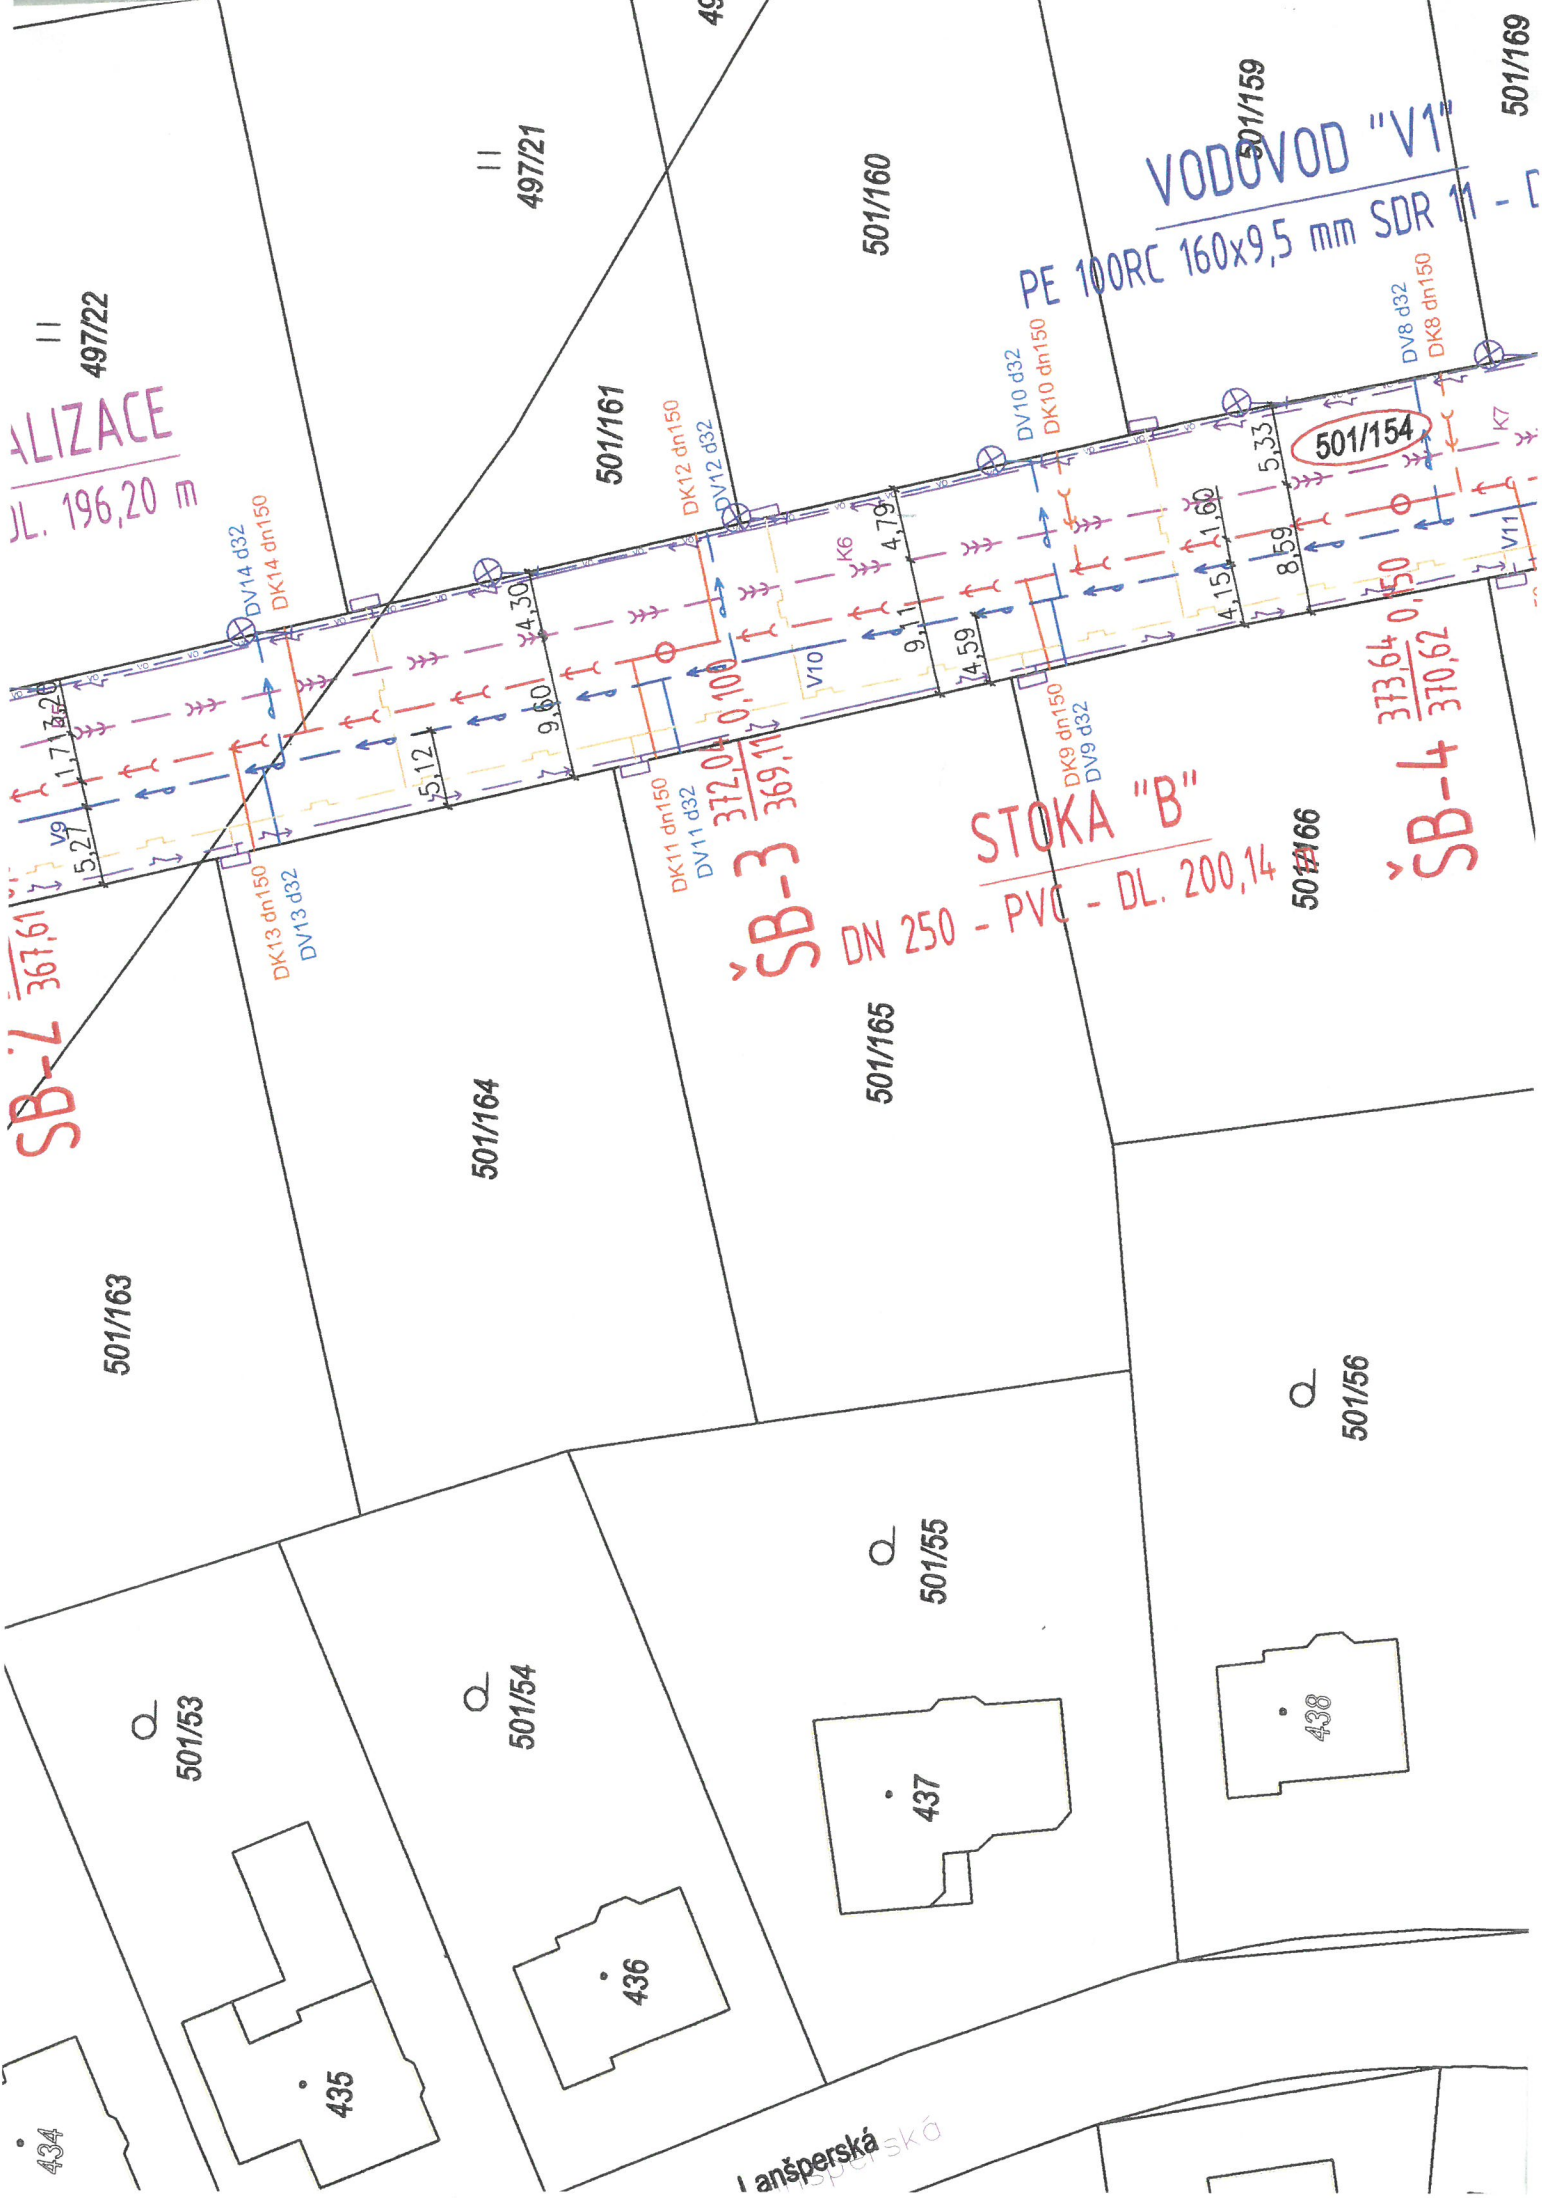 497/22
497/21
501/160
501/159
501/169
VODOVOD "V1"
PE 100RC 160x9,5 mm SDR 11 -
ALIZACE
DL. 196,20 m
501/161
DV14 d32
DK14 dn150
DK12 dn150
DV12 d32
DV10 d32
DK10 dn150
DV8 d32
DK8 dn150
501/154
K7
K6
V9
V10
V11
5,27
1,71
5,12
9,60
4,30
9,11
4,79
4,59
4,15
1,60
8,59
5,33
DK13 dn150
DV13 d32
DK11 dn150
DV11 d32
DK9 dn150
DV9 d32
367,61
ŠB-3
372,04
0,100
369,11
ŠB-4
373,64
0,150
370,62
STOKA "B"
DN 250 - PVC - DL. 200,14
501/163
501/164
501/165
501/166
501/53
501/54
501/55
501/56
434
435
436
437
438
Lanšperská